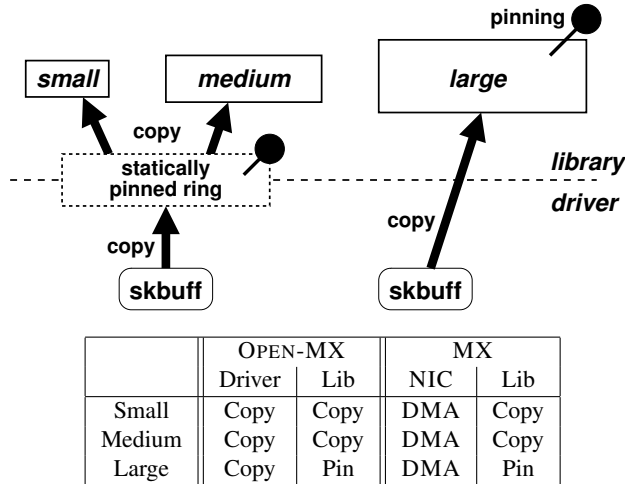 pinning
small
medium
large
copy
statically
pinned ring
library
driver
copy
copy
skbuff
skbuff
OPEN-MX MX
Driver Lib NIC Lib
Small Copy Copy DMA Copy
Medium Copy Copy DMA Copy
Large Copy Pin DMA Pin